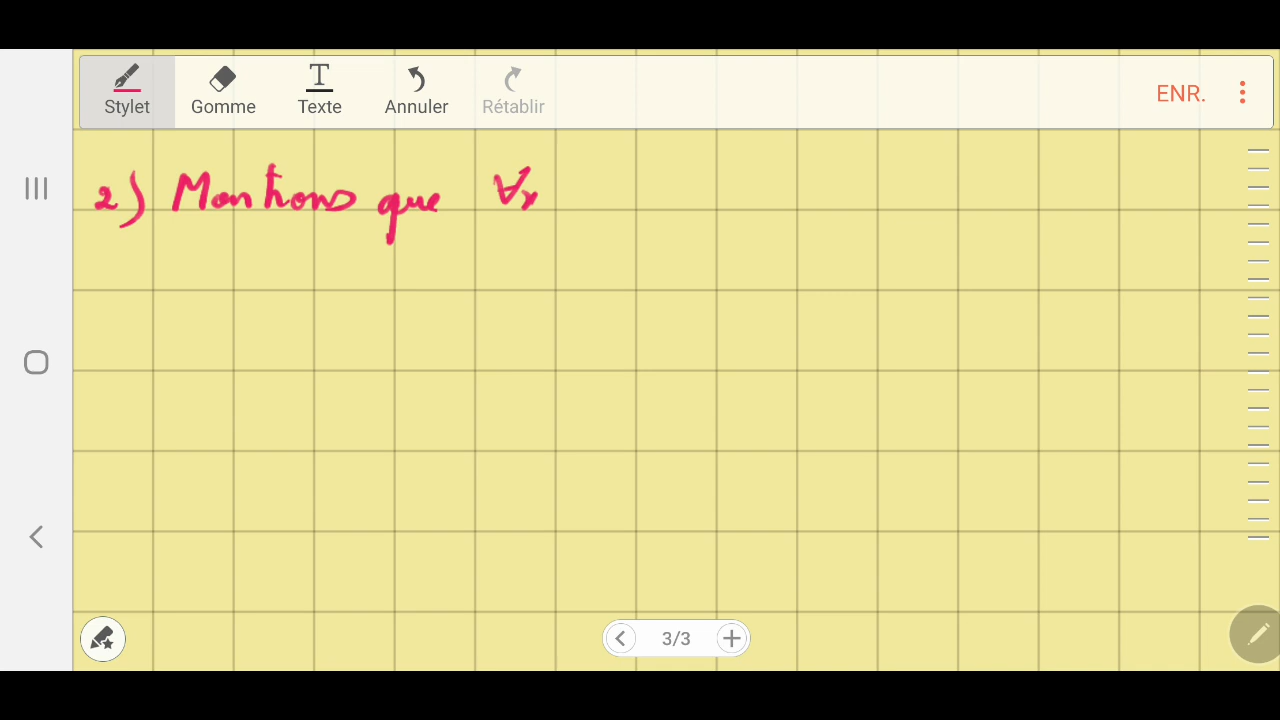 Stylet Gomme Texte Annuler Rétablir ENR.
2) Montrons que ∀x
3/3